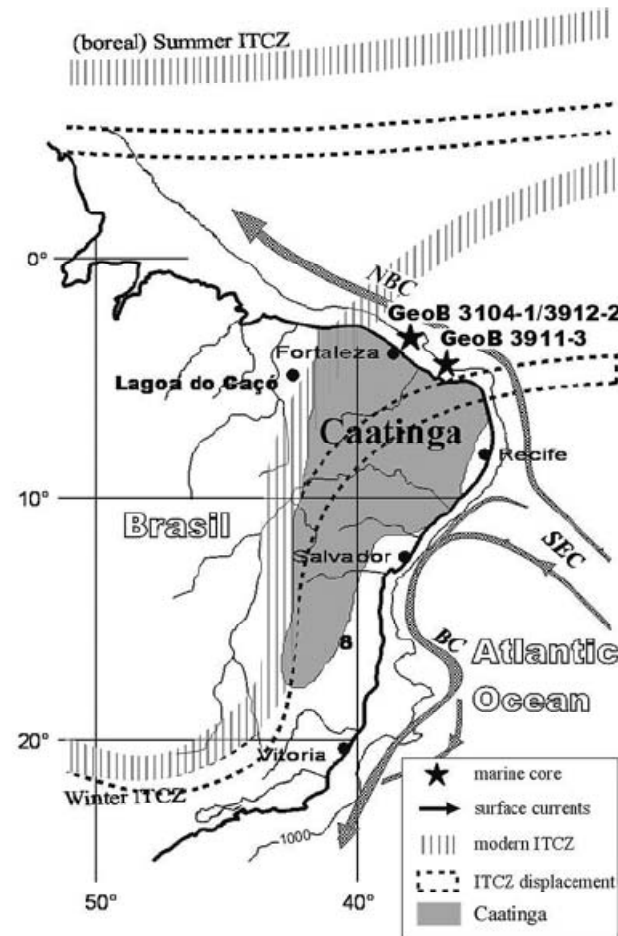 (boreal) Summer ITCZ
0°
NBC
GeoB 3104-1/3912-2
GeoB 3911-3
Fortaleza
Lagoa do Caçó
Caatinga
Recife
10°
Brasil
Salvador
SEC
8
BC
Atlantic
Ocean
20°
Vitoria
Winter ITCZ
1000
marine core
surface currents
modern ITCZ
ITCZ displacement
Caatinga
50°
40°